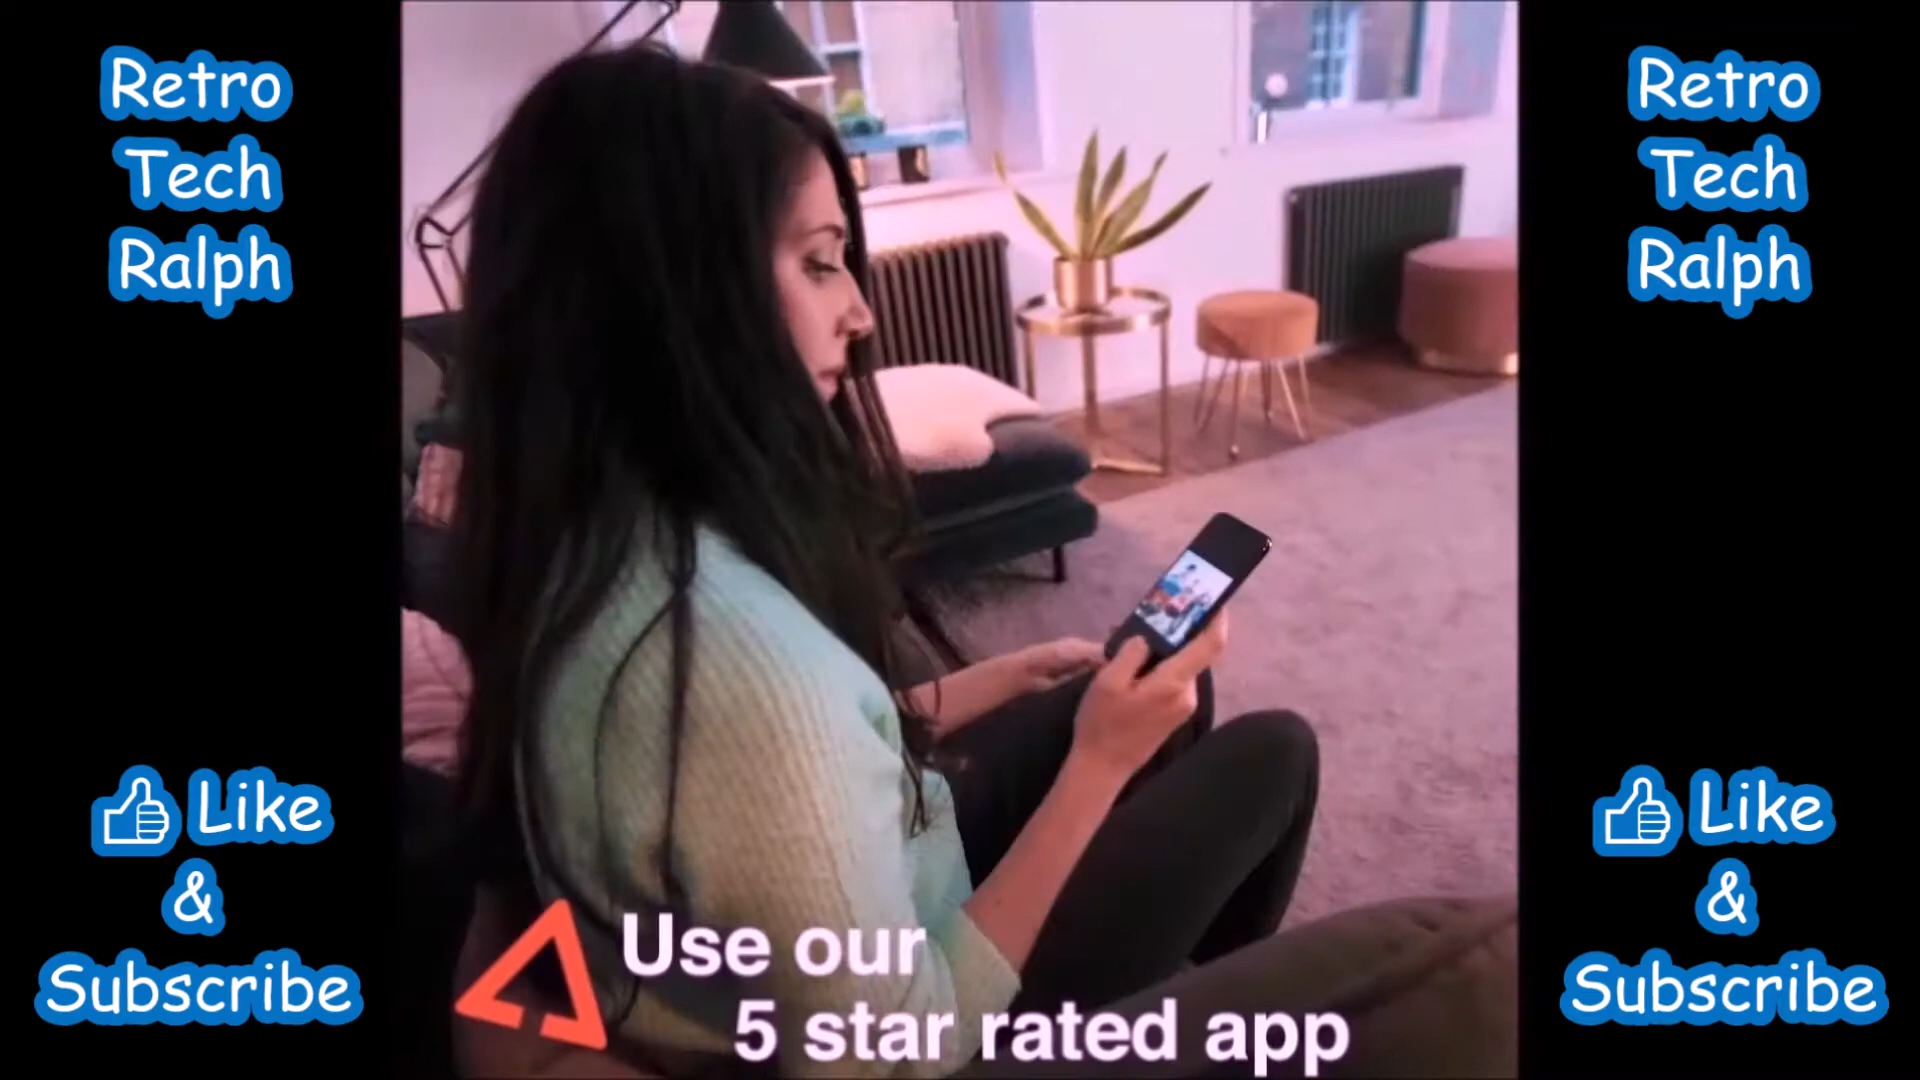 Retro
Tech
Ralph
Retro
Tech
Ralph
Like
&
Subscribe
Like
&
Subscribe
Use our
5 star rated app